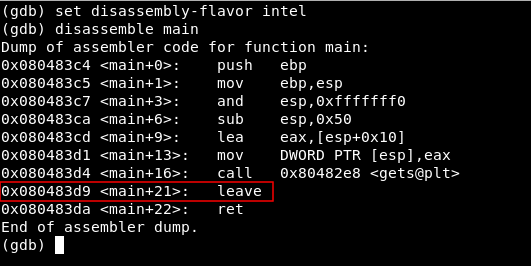 (gdb) set disassembly-flavor intel
(gdb) disassemble main
Dump of assembler code for function main:
0x080483c4 <main+0>:    push   ebp
0x080483c5 <main+1>:    mov    ebp,esp
0x080483c7 <main+3>:    and    esp,0xfffffff0
0x080483ca <main+6>:    sub    esp,0x50
0x080483cd <main+9>:    lea    eax,[esp+0x10]
0x080483d1 <main+13>:   mov    DWORD PTR [esp],eax
0x080483d4 <main+16>:   call   0x80482e8 <gets@plt>
0x080483d9 <main+21>:   leave
0x080483da <main+22>:   ret
End of assembler dump.
(gdb)